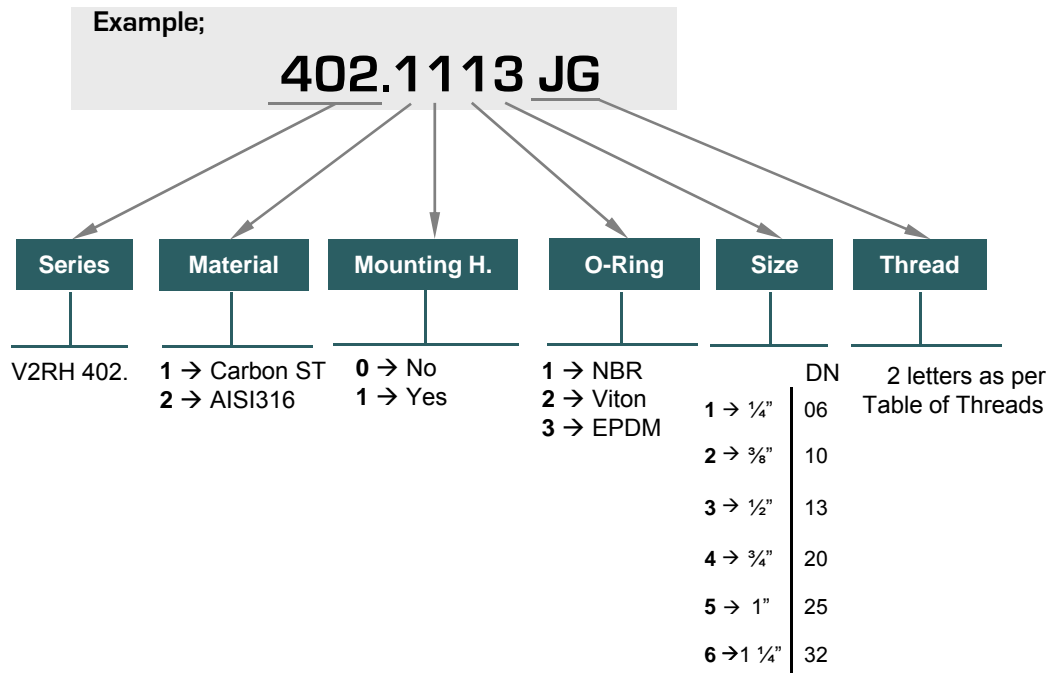 Example;
402.1113 JG
Series
Material
Mounting H.
O-Ring
Size
Thread
V2RH 402.
1 → Carbon ST
2 → AISI316
0 → No
1 → Yes
1 → NBR
2 → Viton
3 → EPDM
DN
1 → ¼” 06
2 → ⅜” 10
3 → ½” 13
4 → ¾” 20
5 → 1” 25
6 →1 ¼” 32
2 letters as per
Table of Threads